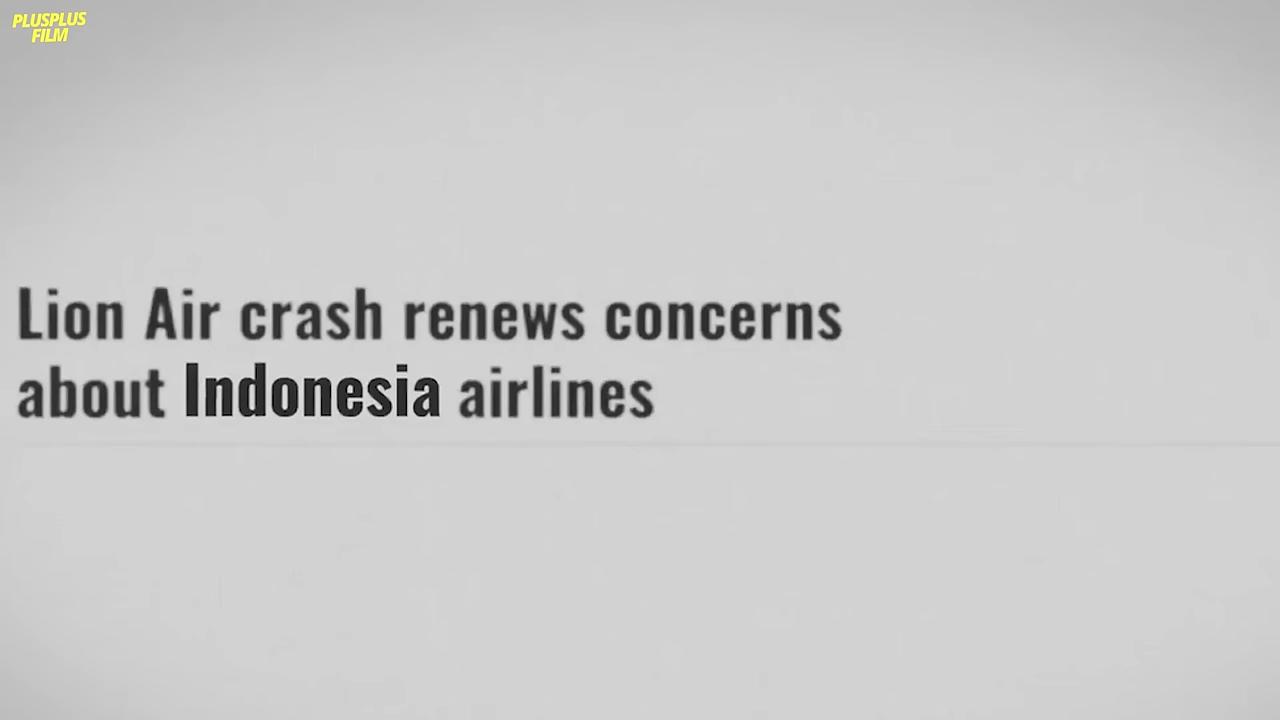 PLUSPLUS
FILM
Lion Air crash renews concerns
about Indonesia airlines